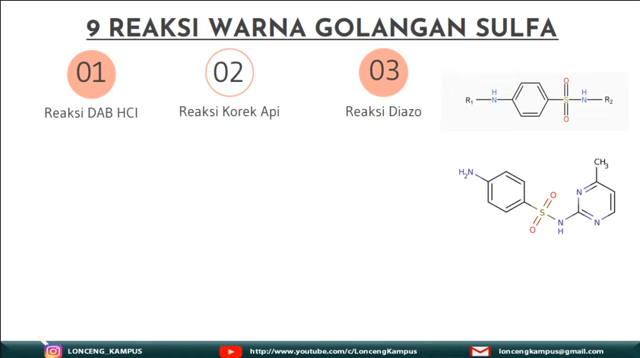 9 REAKSI WARNA GOLANGAN SULFA
01
02
03
Reaksi DAB HCl
Reaksi Korek Api
Reaksi Diazo
R1 H N O S O H N R2
H2N O S O N H N N CH3
LONCENG_KAMPUS
http://www.youtube.com/c/LoncengKampus
loncengkampus@gmail.com